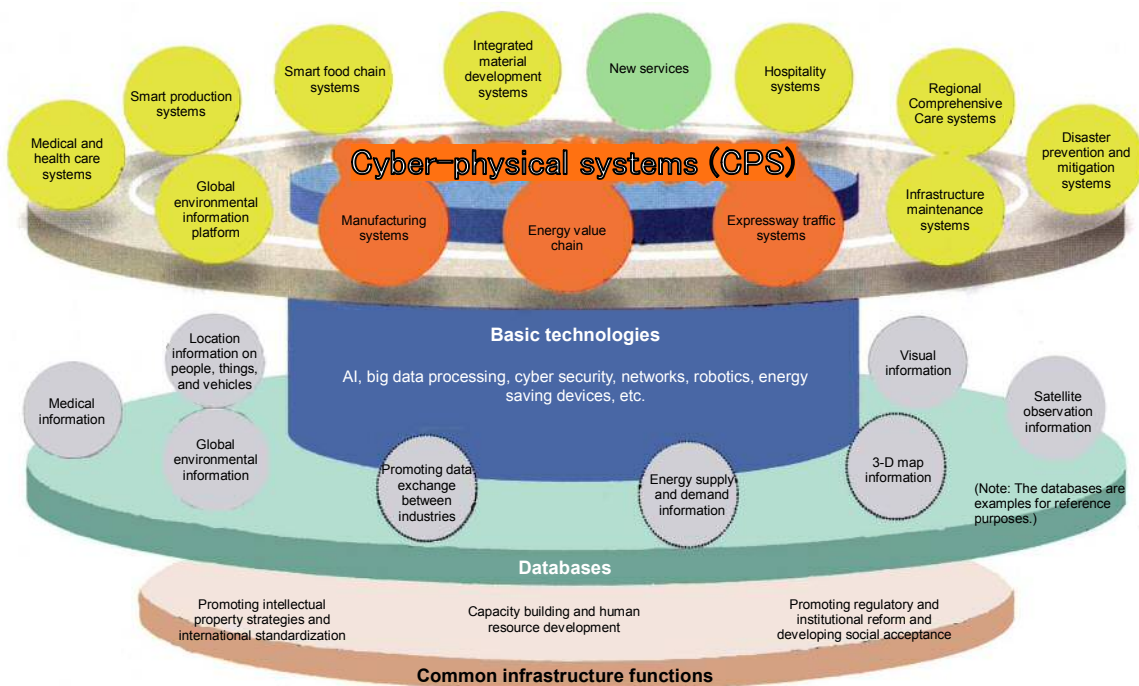 Integrated
material
development
systems
New services
Smart food chain
systems
Hospitality
systems
Regional
Comprehensive
Care systems
Smart production
systems
Medical and
health care
systems
Disaster
prevention and
mitigation
systems
Cyber-physical systems (CPS)
Global
environmental
information
platform
Manufacturing
systems
Energy value
chain
Expressway traffic
systems
Infrastructure
maintenance
systems
Basic technologies
AI, big data processing, cyber security, networks, robotics, energy
saving devices, etc.
Location
information on
people, things,
and vehicles
Visual
information
Medical
information
Satellite
observation
information
Global
environmental
information
Promoting data
exchange
between
industries
Energy supply
and demand
information
3-D map
information
(Note: The databases are
examples for reference
purposes.)
Databases
Promoting intellectual
property strategies and
international standardization
Capacity building and human
resource development
Promoting regulatory and
institutional reform and
developing social acceptance
Common infrastructure functions